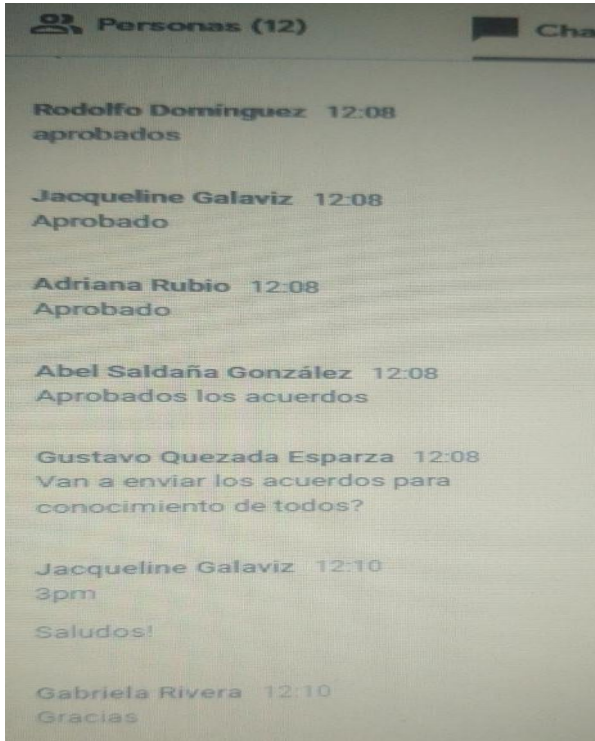 Personas (12)
Cha
Rodolfo Domínguez 12:08
aprobados
Jacqueline Galaviz 12:08
Aprobado
Adriana Rubio 12:08
Aprobado
Abel Saldaña González 12:08
Aprobados los acuerdos
Gustavo Quezada Esparza 12:08
Van a enviar los acuerdos para
conocimiento de todos?
Jacqueline Galaviz 12:10
3pm
Saludos!
Gabriela Rivera 12:10
Gracias